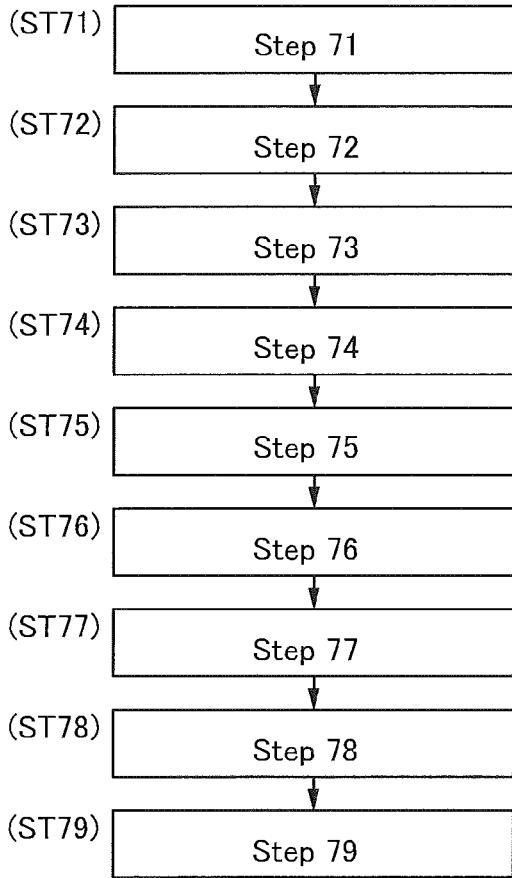 (ST71) Step 71
(ST72) Step 72
(ST73) Step 73
(ST74) Step 74
(ST75) Step 75
(ST76) Step 76
(ST77) Step 77
(ST78) Step 78
(ST79) Step 79